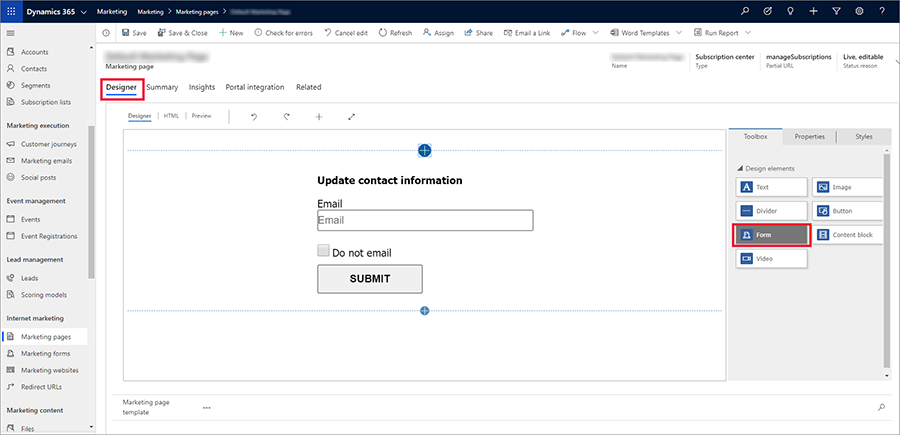 Dynamics 365 Marketing Marketing > Marketing pages >
Save Save & Close New Check for errors Cancel edit Refresh Assign Share Email a Link Flow Word Templates Run Report
Marketing page
Name
Subscription center
Type
manageSubscriptions
Partial URL
Live, editable
Status reason
Designer Summary Insights Portal integration Related
Accounts
Contacts
Segments
Subscription lists
Marketing execution
Customer journeys
Marketing emails
Social posts
Event management
Events
Event Registrations
Lead management
Leads
Scoring models
Internet marketing
Marketing pages
Marketing forms
Marketing websites
Redirect URLs
Marketing content
Files
Designer HTML Preview
Update contact information
Email
Email
Do not email
SUBMIT
Toolbox Properties Styles
Design elements
Text Image
Divider Button
Form Content block
Video
Marketing page
template